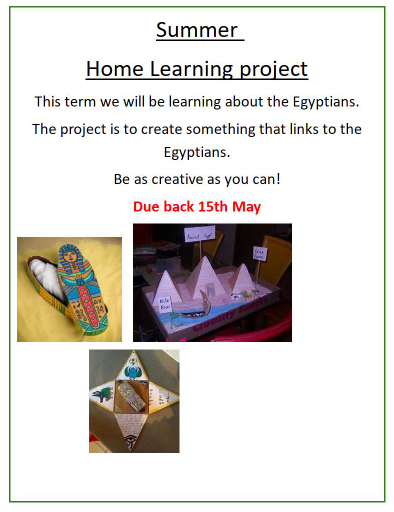 Summer
Home Learning project
This term we will be learning about the Egyptians.
The project is to create something that links to the
Egyptians.
Be as creative as you can!
Due back 15th May
Ancient Egypt
Nile
River